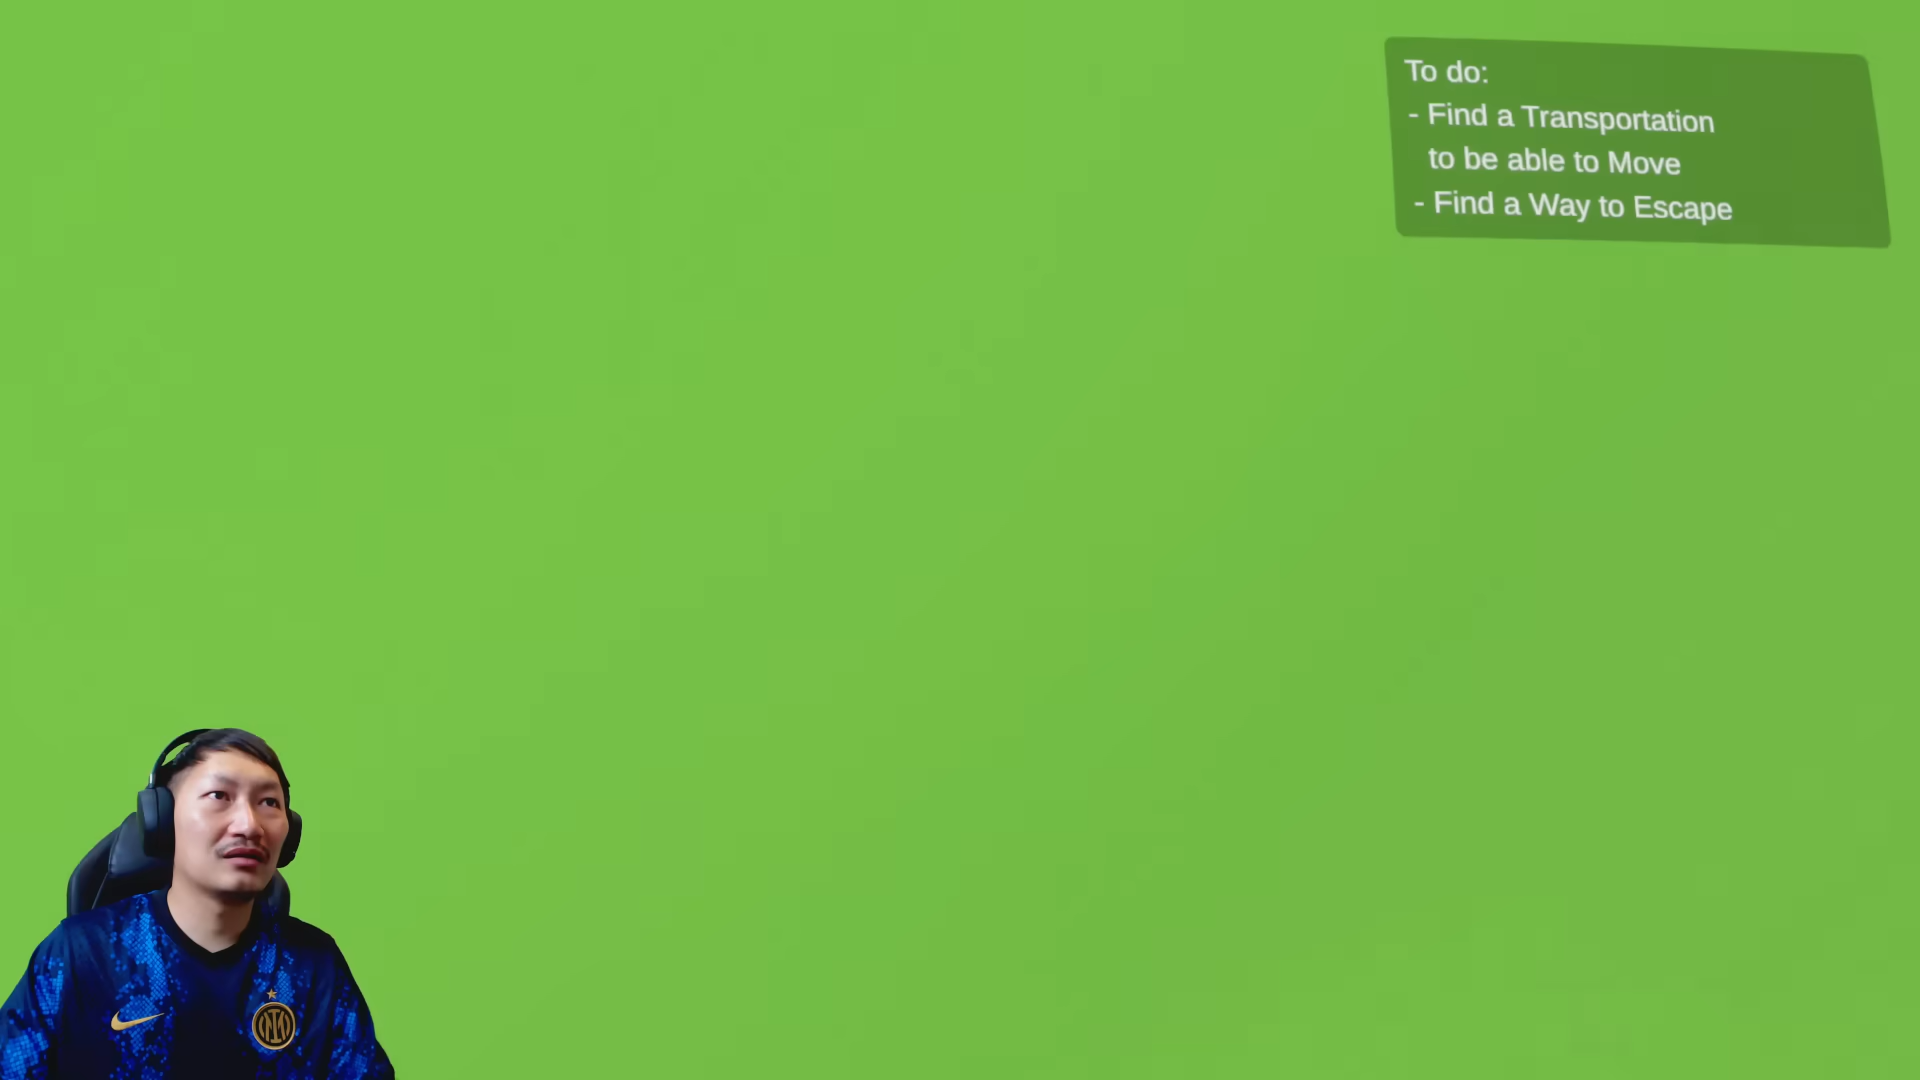 To do:
- Find a Transportation
to be able to Move
- Find a Way to Escape